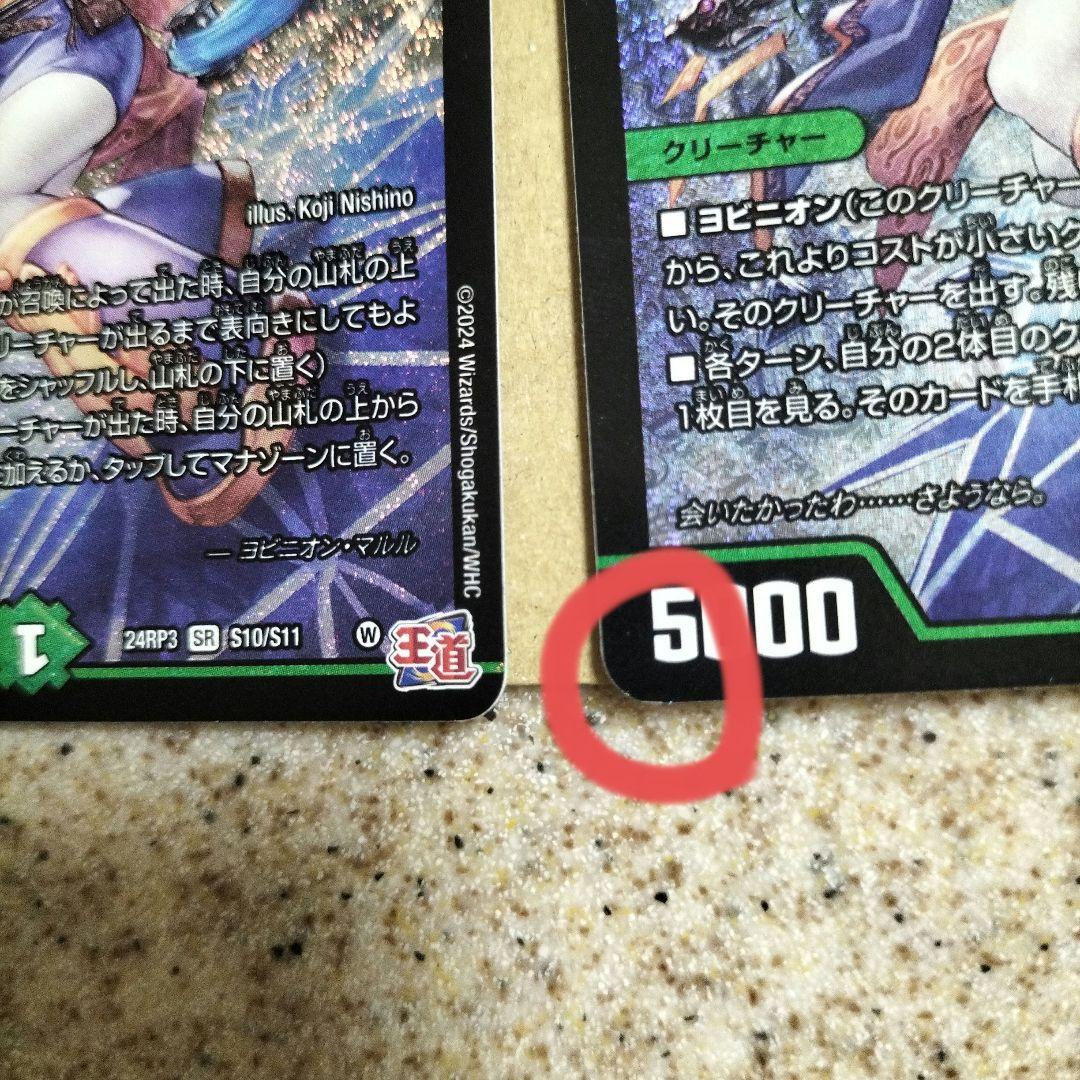 illus. Koji Nishino
が召喚によって出た時、自分の山札の上
リーチャーが出るまで表向きにしてもよ
をシャッフルし、山札の下に置く)
ーチャーが出た時、自分の山札の上から
加えるか、タップしてマナゾーンに置く。
― ヨビニオン・マルル
©2024 Wizards/Shogakukan/WHC
1
24RP3 SR S10/S11 W
王道
クリーチャー
■ ヨビニオン(このクリーチャー
から、これよりコストが小さいク
い。そのクリーチャーを出す。残
■ 各ターン、自分の2体目のク
1枚目を見る。そのカードを手札
会いたかったわ……さようなら。
5000